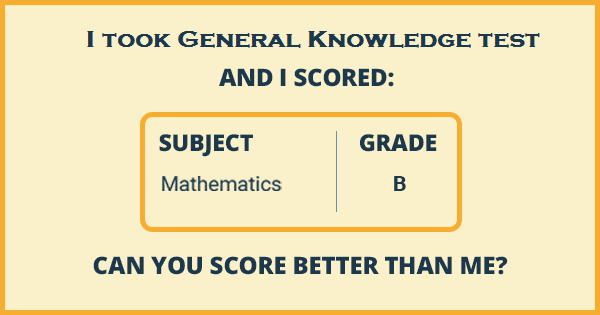 I took General Knowledge test
AND I SCORED:
SUBJECT GRADE
Mathematics B
CAN YOU SCORE BETTER THAN ME?